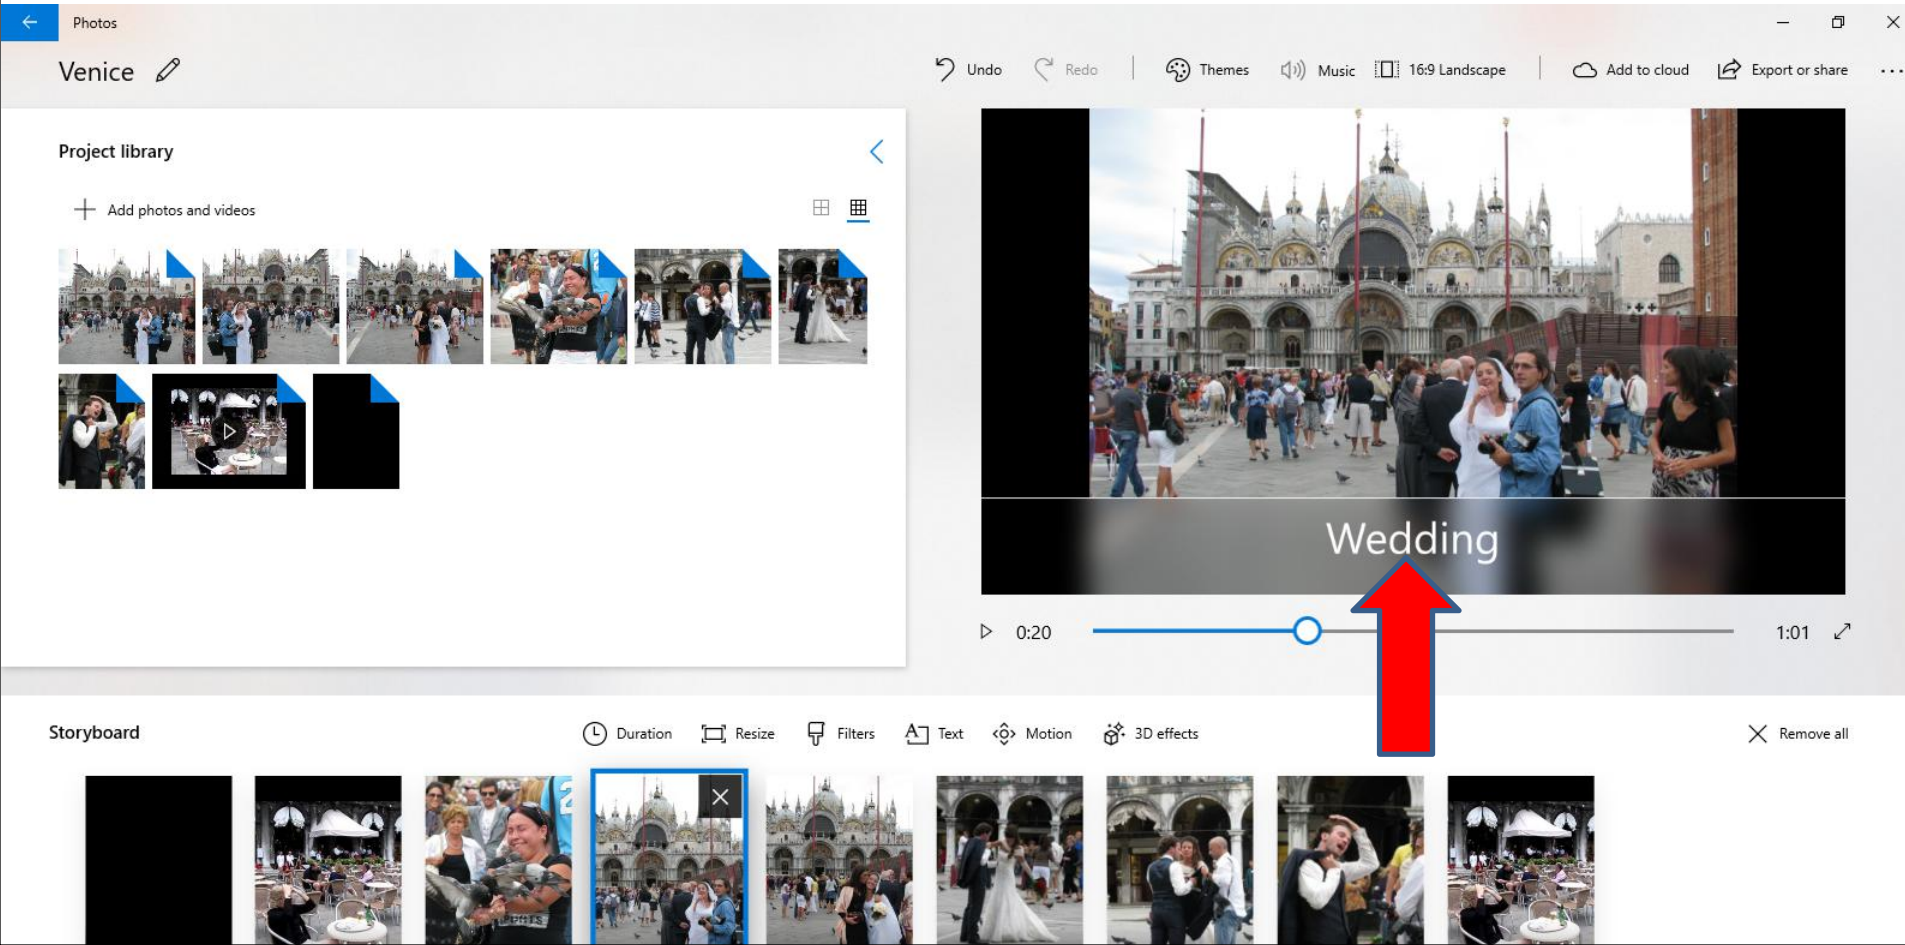 Photos
Venice
Undo Redo Themes Music 16:9 Landscape Add to cloud Export or share
Project library
Add photos and videos
Wedding
0:20 1:01
Storyboard Duration Resize Filters Text Motion 3D effects Remove all